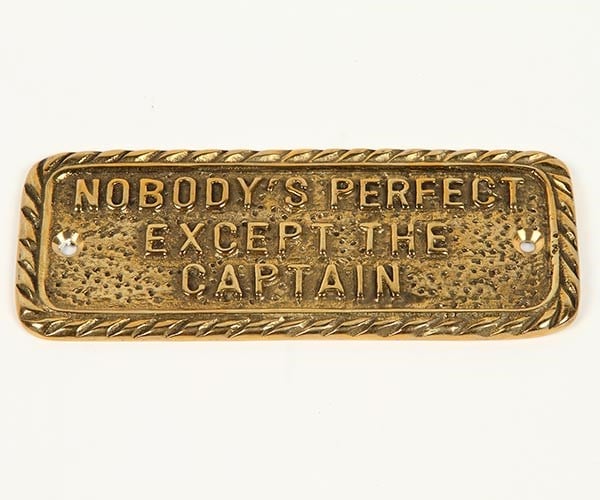 NOBODY'S PERFECT
EXCEPT THE
CAPTAIN